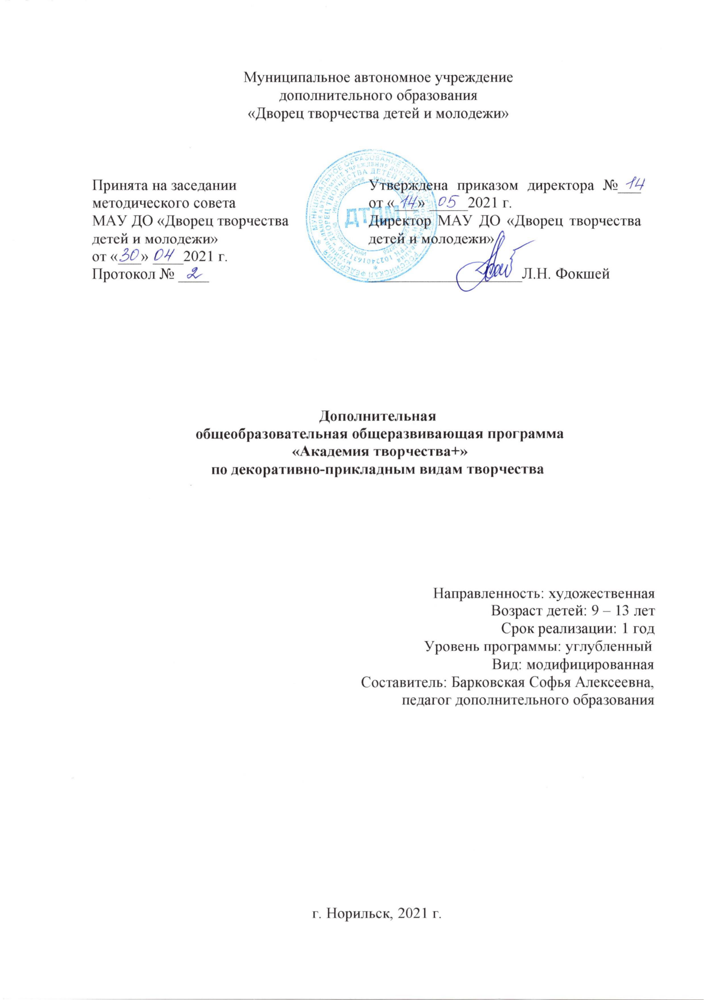 Муниципальное автономное учреждение
дополнительного образования
«Дворец творчества детей и молодежи»
Принята на заседании
методического совета
МАУ ДО «Дворец творчества
детей и молодежи»
от «30» 04 2021 г.
Протокол № 2
Утверждена приказом директора № 14
от «14» 05 2021 г.
Директор МАУ ДО «Дворец творчества
детей и молодежи»
Л.Н. Фокшей
ДТДМ
Дополнительная
общеобразовательная общеразвивающая программа
«Академия творчества+»
по декоративно-прикладным видам творчества
Направленность: художественная
Возраст детей: 9 – 13 лет
Срок реализации: 1 год
Уровень программы: углубленный
Вид: модифицированная
Составитель: Барковская Софья Алексеевна,
педагог дополнительного образования
г. Норильск, 2021 г.